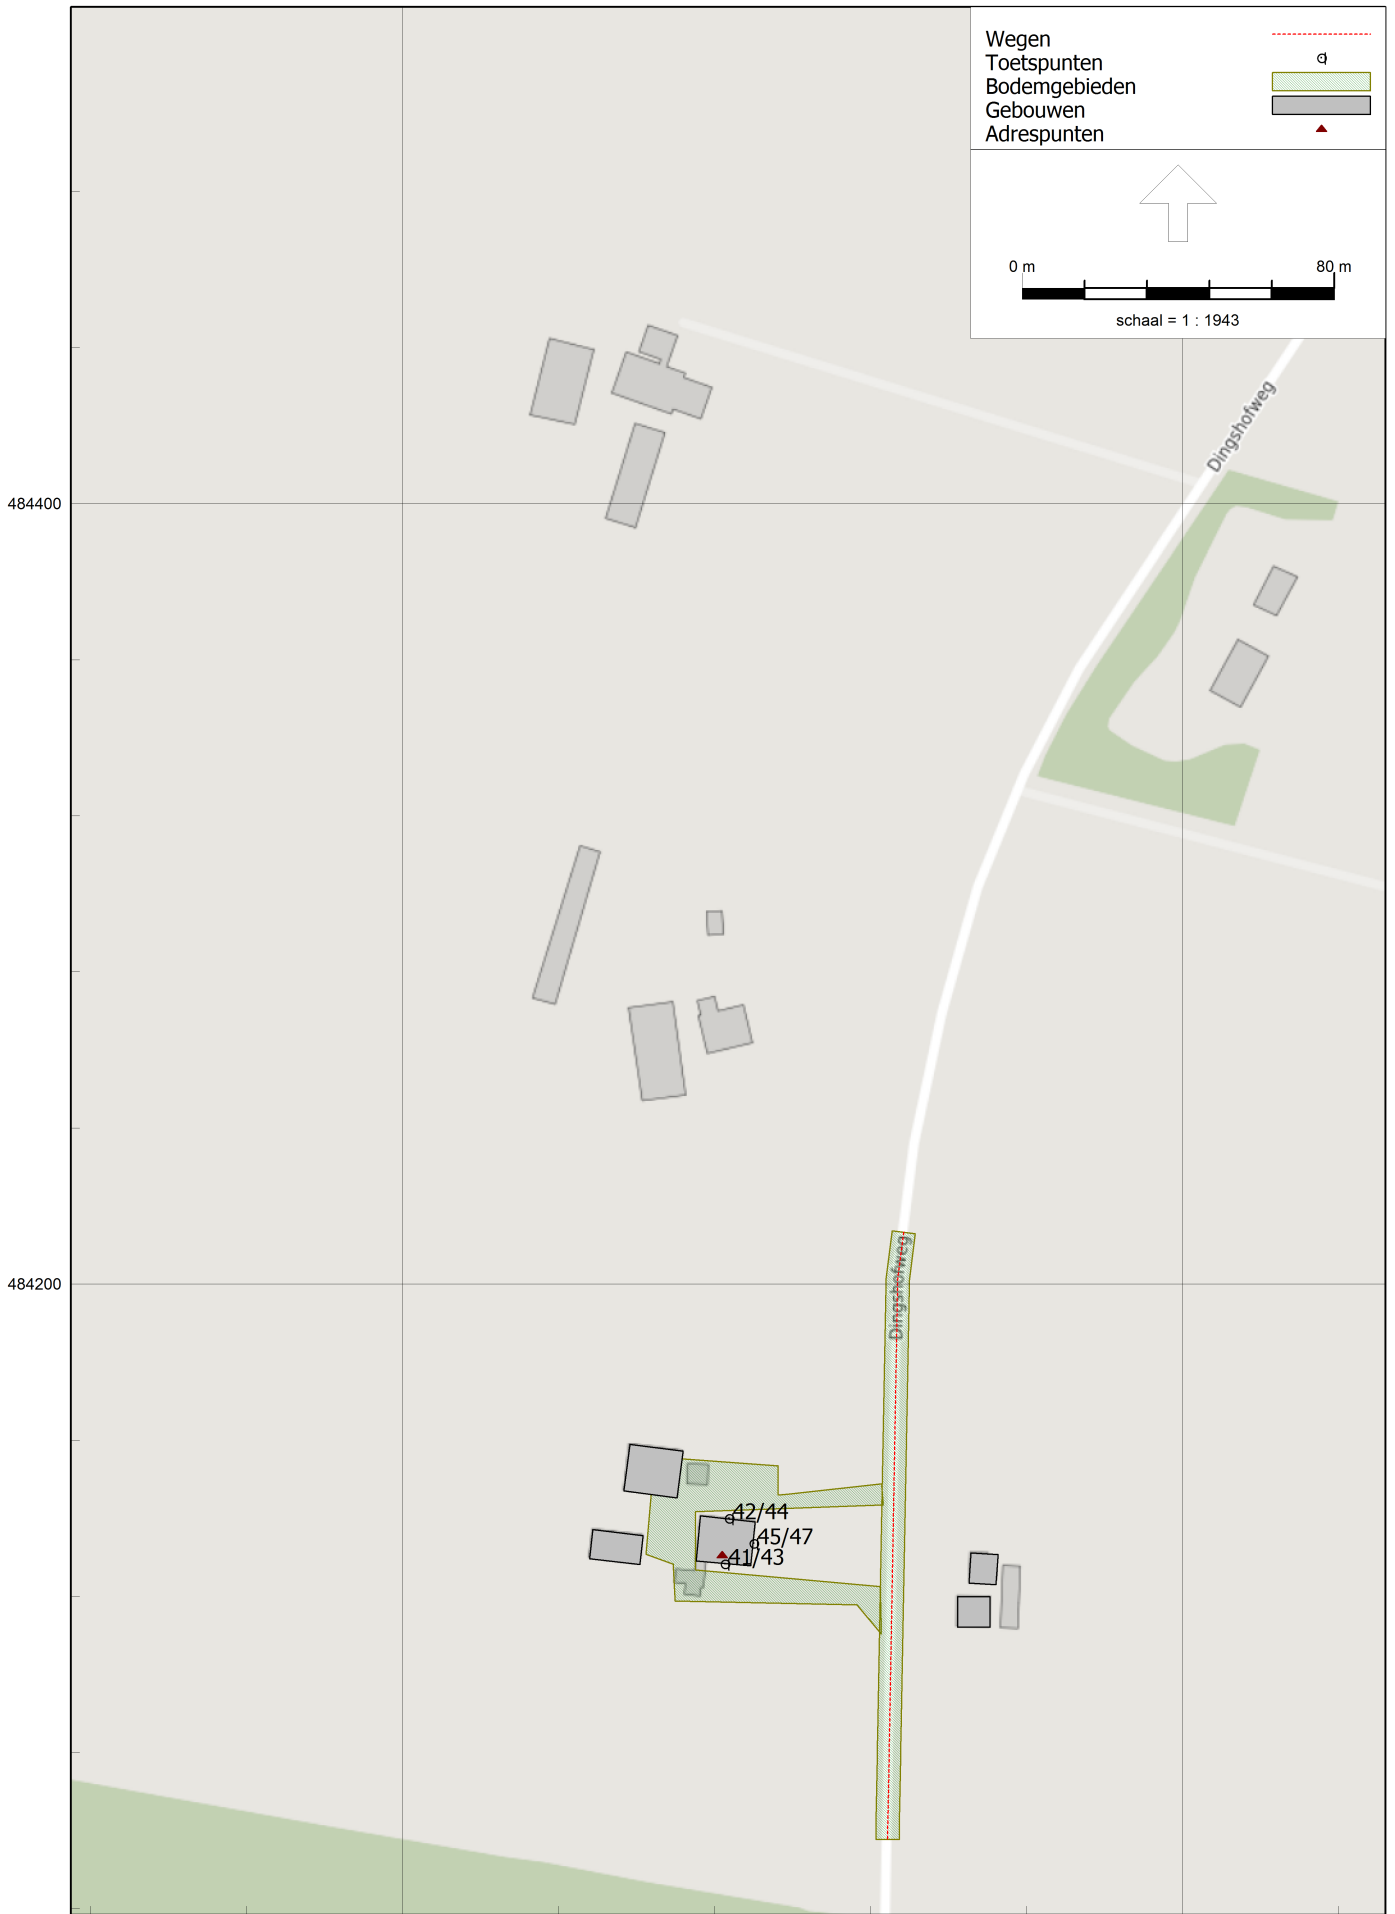 Wegen
Toetspunten
Bodemgebieden
Gebouwen
Adrespunten
0 m 80 m
schaal = 1 : 1943
Dingshofweg
484400
484200
Dingshofweg
42/44
45/47
41/43